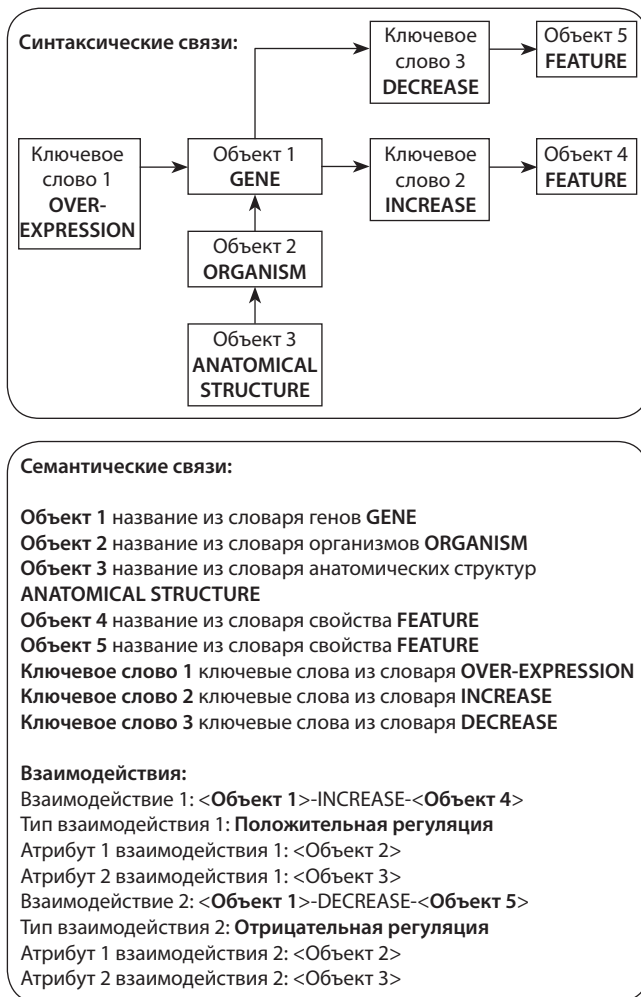 Синтаксические связи:
Ключевое
слово 3
DECREASE
Объект 5
FEATURE
Ключевое
слово 1
OVER-
EXPRESSION
Объект 1
GENE
Ключевое
слово 2
INCREASE
Объект 4
FEATURE
Объект 2
ORGANISM
Объект 3
ANATOMICAL
STRUCTURE
Семантические связи:
Объект 1 название из словаря генов GENE
Объект 2 название из словаря организмов ORGANISM
Объект 3 название из словаря анатомических структур
ANATOMICAL STRUCTURE
Объект 4 название из словаря свойства FEATURE
Объект 5 название из словаря свойства FEATURE
Ключевое слово 1 ключевые слова из словаря OVER-EXPRESSION
Ключевое слово 2 ключевые слова из словаря INCREASE
Ключевое слово 3 ключевые слова из словаря DECREASE
Взаимодействия:
Взаимодействие 1: <Объект 1>-INCREASE-<Объект 4>
Тип взаимодействия 1: Положительная регуляция
Атрибут 1 взаимодействия 1: <Объект 2>
Атрибут 2 взаимодействия 1: <Объект 3>
Взаимодействие 2: <Объект 1>-DECREASE-<Объект 5>
Тип взаимодействия 2: Отрицательная регуляция
Атрибут 1 взаимодействия 2: <Объект 2>
Атрибут 2 взаимодействия 2: <Объект 3>